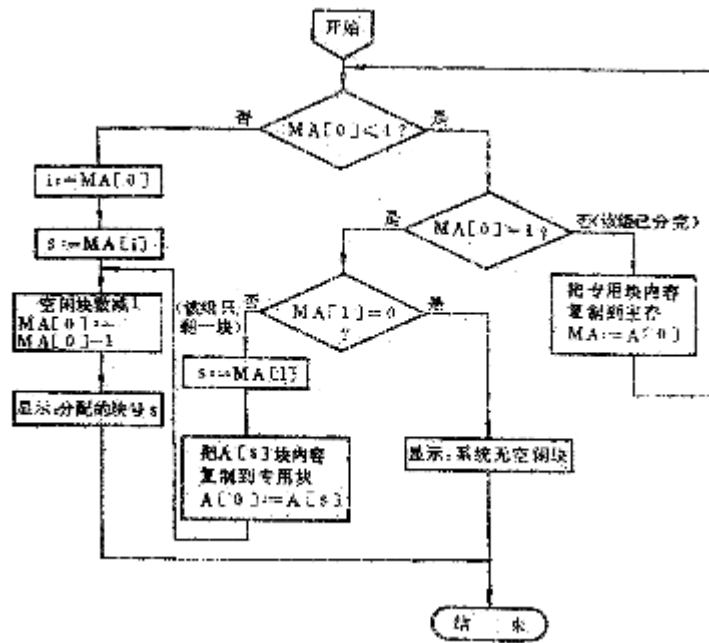 开始
否
MA[0]≤1?
是
i:=MA[0]
s:=MA[i]
是
MA[0]=1?
否(该组已分完)
空闲块数减1
MA[0]:=
MA[0]-1
(该组只
剩一块)
否
MA[1]=0
?
是
把专用块内容
复制到主存
MA:=A[0]
s:=MA[1]
显示:分配的块号s
把A[s]块内容
复制到专用块
A[0]:=A[s]
显示:系统无空闲块
结 束